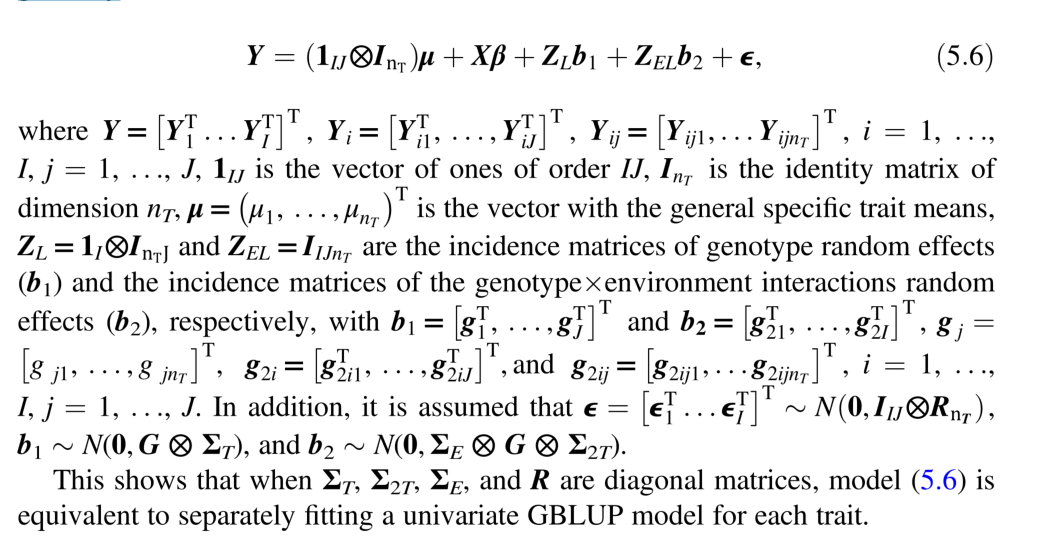 Y = (1_{IJ}⊗I_{n_T})μ + Xβ + Z_L b_1 + Z_{EL} b_2 + ϵ, (5.6)
where Y = [Y_1^T … Y_I^T]^T, Y_i = [Y_{i1}^T, …, Y_{iJ}^T]^T, Y_{ij} = [Y_{ij1}, … Y_{ijn_T}]^T, i = 1, …,
I, j = 1, …, J, 1_{IJ} is the vector of ones of order IJ, I_{n_T} is the identity matrix of
dimension n_T, μ = (μ_1, …, μ_{n_T})^T is the vector with the general specific trait means,
Z_L = 1_I⊗I_{n_TJ} and Z_{EL} = I_{IJn_T} are the incidence matrices of genotype random effects
(b_1) and the incidence matrices of the genotype×environment interactions random
effects (b_2), respectively, with b_1 = [g_1^T, …, g_J^T]^T and b_2 = [g_{21}^T, …, g_{2I}^T]^T, g_j =
[g_{j1}, …, g_{jn_T}]^T, g_{2i} = [g_{2i1}^T, …, g_{2iJ}^T]^T, and g_{2ij} = [g_{2ij1}, … g_{2ijn_T}]^T, i = 1, …,
I, j = 1, …, J. In addition, it is assumed that ϵ = [ϵ_1^T … ϵ_I^T]^T ~ N(0, I_{IJ}⊗R_{n_T}),
b_1 ~ N(0, G ⊗ Σ_T), and b_2 ~ N(0, Σ_E ⊗ G ⊗ Σ_{2T}).
This shows that when Σ_T, Σ_{2T}, Σ_E, and R are diagonal matrices, model (5.6) is
equivalent to separately fitting a univariate GBLUP model for each trait.